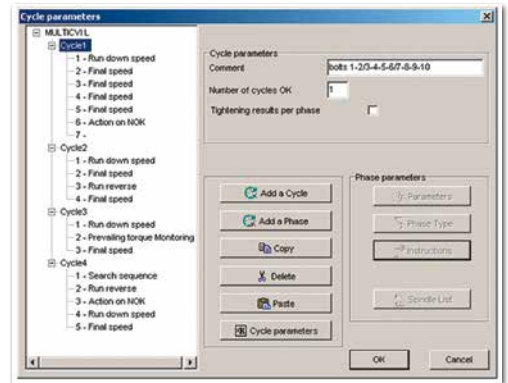 Cycle parameters
MULTICVI L
Cycle1
1 - Run down speed
2 - Final speed
3 - Final speed
4 - Final speed
5 - Final speed
6 - Action on NOK
7 -
Cycle2
1 - Run down speed
2 - Final speed
3 - Run reverse
4 - Final speed
Cycle3
1 - Run down speed
2 - Prevailing torque Monitoring
3 - Final speed
Cycle4
1 - Search sequence
2 - Run reverse
3 - Action on NOK
4 - Run down speed
5 - Final speed
Cycle parameters
Comment
bolts 1-2/3-4-5-6/7-8-9-10
Number of cycles OK
1
Tightening results per phase
Add a Cycle
Add a Phase
Copy
Delete
Paste
Cycle parameters
Phase parameters
Parameters
Phase Type
Instructions
Spindle List
OK
Cancel